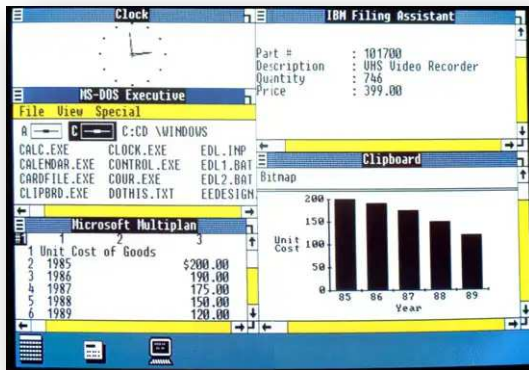 Clock
MS-DOS Executive
File View Special
A C C:CD \WINDOWS
CALC.EXE CLOCK.EXE EDL.INP
CALENDAR.EXE CONTROL.EXE EDL1.BAT
CARDFILE.EXE COUR.EXE EDL2.BAT
CLIPBRD.EXE DOTHIS.TXT EEDESIGN
Microsoft Multiplan
#1 1 2 3
1 Unit Cost of Goods
2 1985 $200.00
3 1986 190.00
4 1987 175.00
5 1988 150.00
6 1989 120.00
IBM Filing Assistant
Part # : 101700
Description : VHS Video Recorder
Quntity : 746
Price : 399.00
Clipboard
Bitmap
200
150
Unit
Cost 100
50
0
85 86 87 88 89
Year